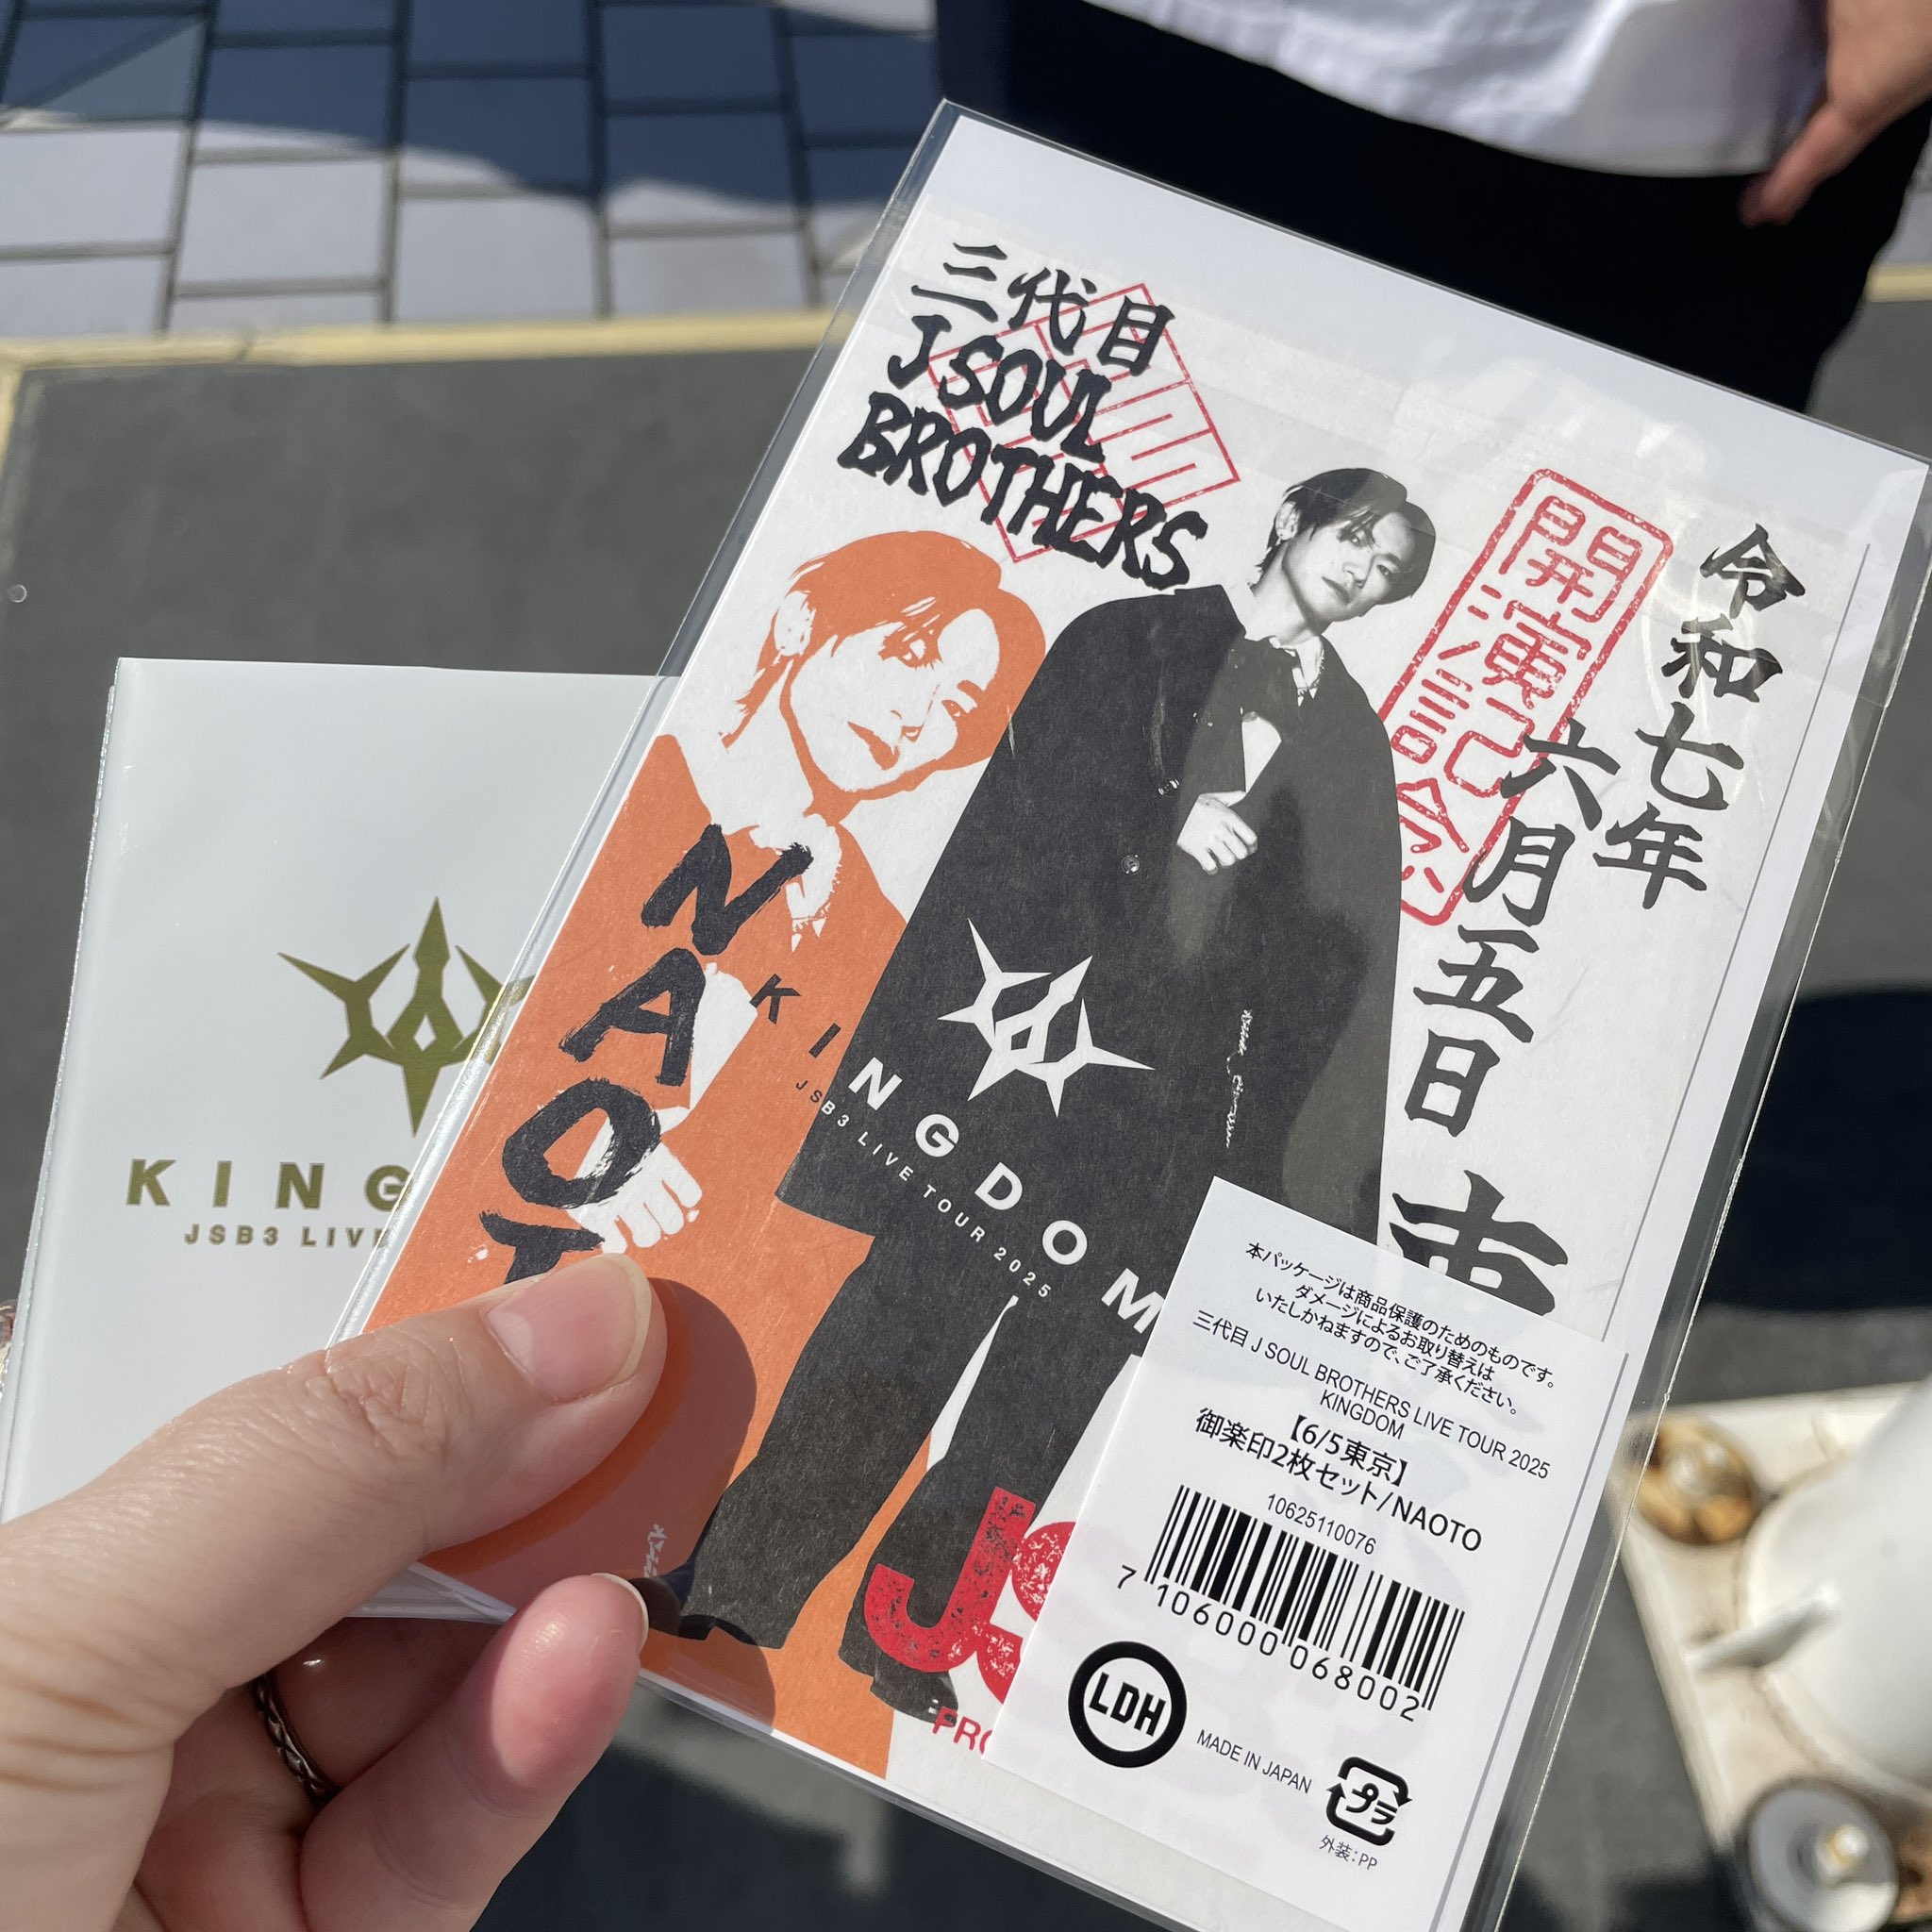 三代目
J SOUL
BROTHERS
開演記念
令和七年
六月五日
NAOT
KINGDOM
JSB3 LIVE TOUR 2025
KING
JSB3 LIVE
JS
PRO
本パッケージは商品保護のためのものです。
ダメージによるお取り替えは
いたしかねますので、ご了承ください。
三代目 J SOUL BROTHERS LIVE TOUR 2025
KINGDOM
【6/5東京】
御楽印2枚セット/NAOTO
10625110076
7 106000 068002
LDH
MADE IN JAPAN
プラ
外装:PP